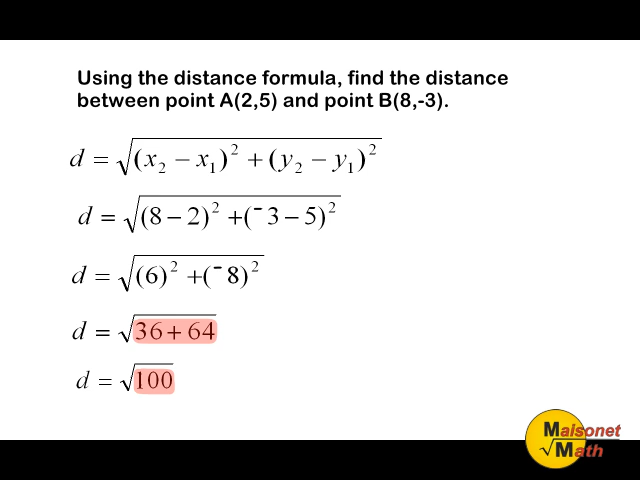 Using the distance formula, find the distance
between point A(2,5) and point B(8,-3).
d = √(x₂ − x₁)² + (y₂ − y₁)²
d = √(8 − 2)² + (⁻3 − 5)²
d = √(6)² + (⁻8)²
d = √36 + 64
d = √100
Maisonet
√Math